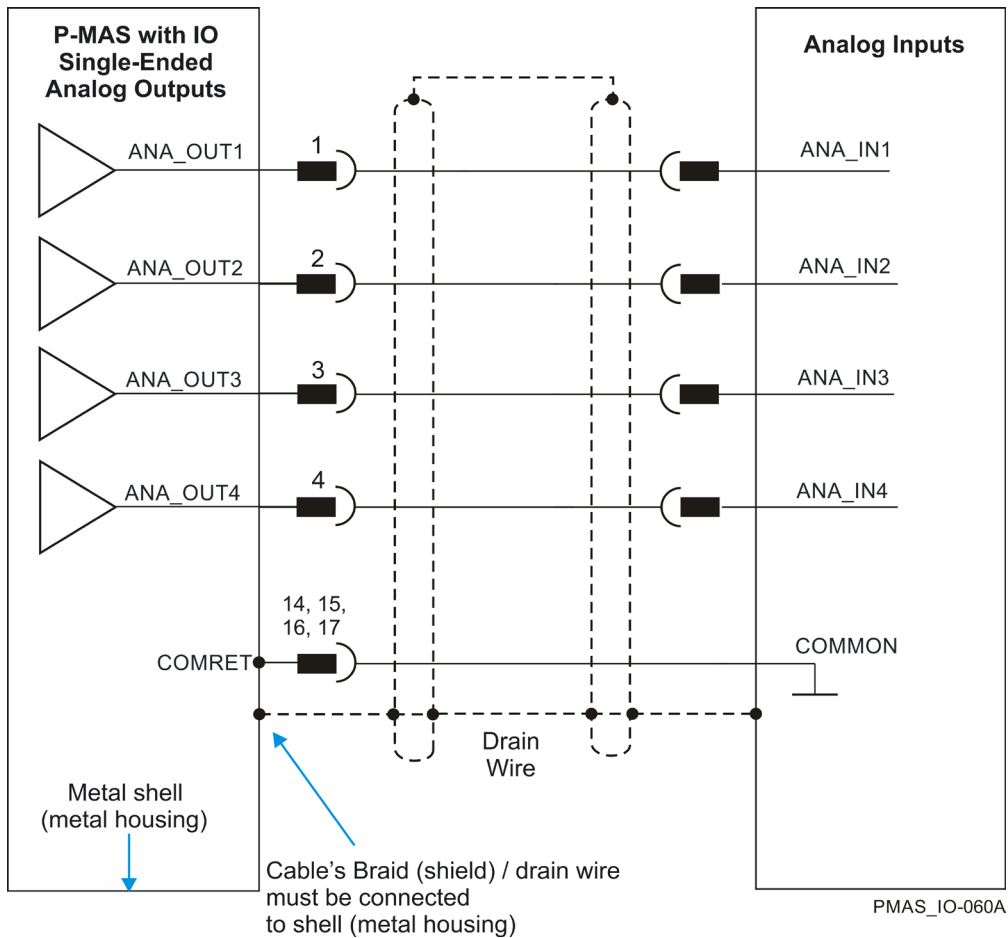 P-MAS with IO
Single-Ended
Analog Outputs
Analog Inputs
ANA_OUT1
1
ANA_IN1
ANA_OUT2
2
ANA_IN2
ANA_OUT3
3
ANA_IN3
ANA_OUT4
4
ANA_IN4
14, 15,
16, 17
COMRET
COMMON
Drain
Wire
Metal shell
(metal housing)
Cable's Braid (shield) / drain wire
must be connected
to shell (metal housing)
PMAS_IO-060A